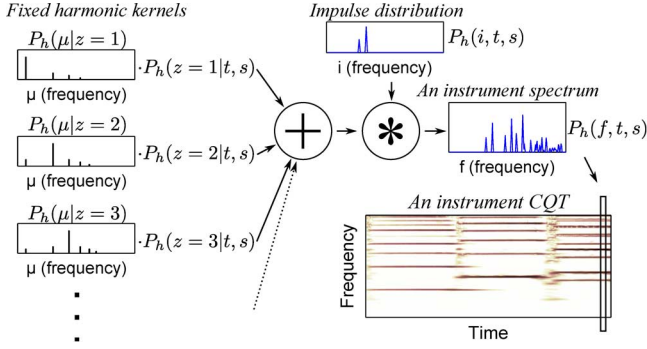 Fixed harmonic kernels
P_h(μ|z = 1)
·P_h(z = 1|t, s)
μ (frequency)
P_h(μ|z = 2)
·P_h(z = 2|t, s)
μ (frequency)
P_h(μ|z = 3)
·P_h(z = 3|t, s)
μ (frequency)
Impulse distribution
P_h(i, t, s)
i (frequency)
+
*
An instrument spectrum
P_h(f, t, s)
f (frequency)
An instrument CQT
Frequency
Time